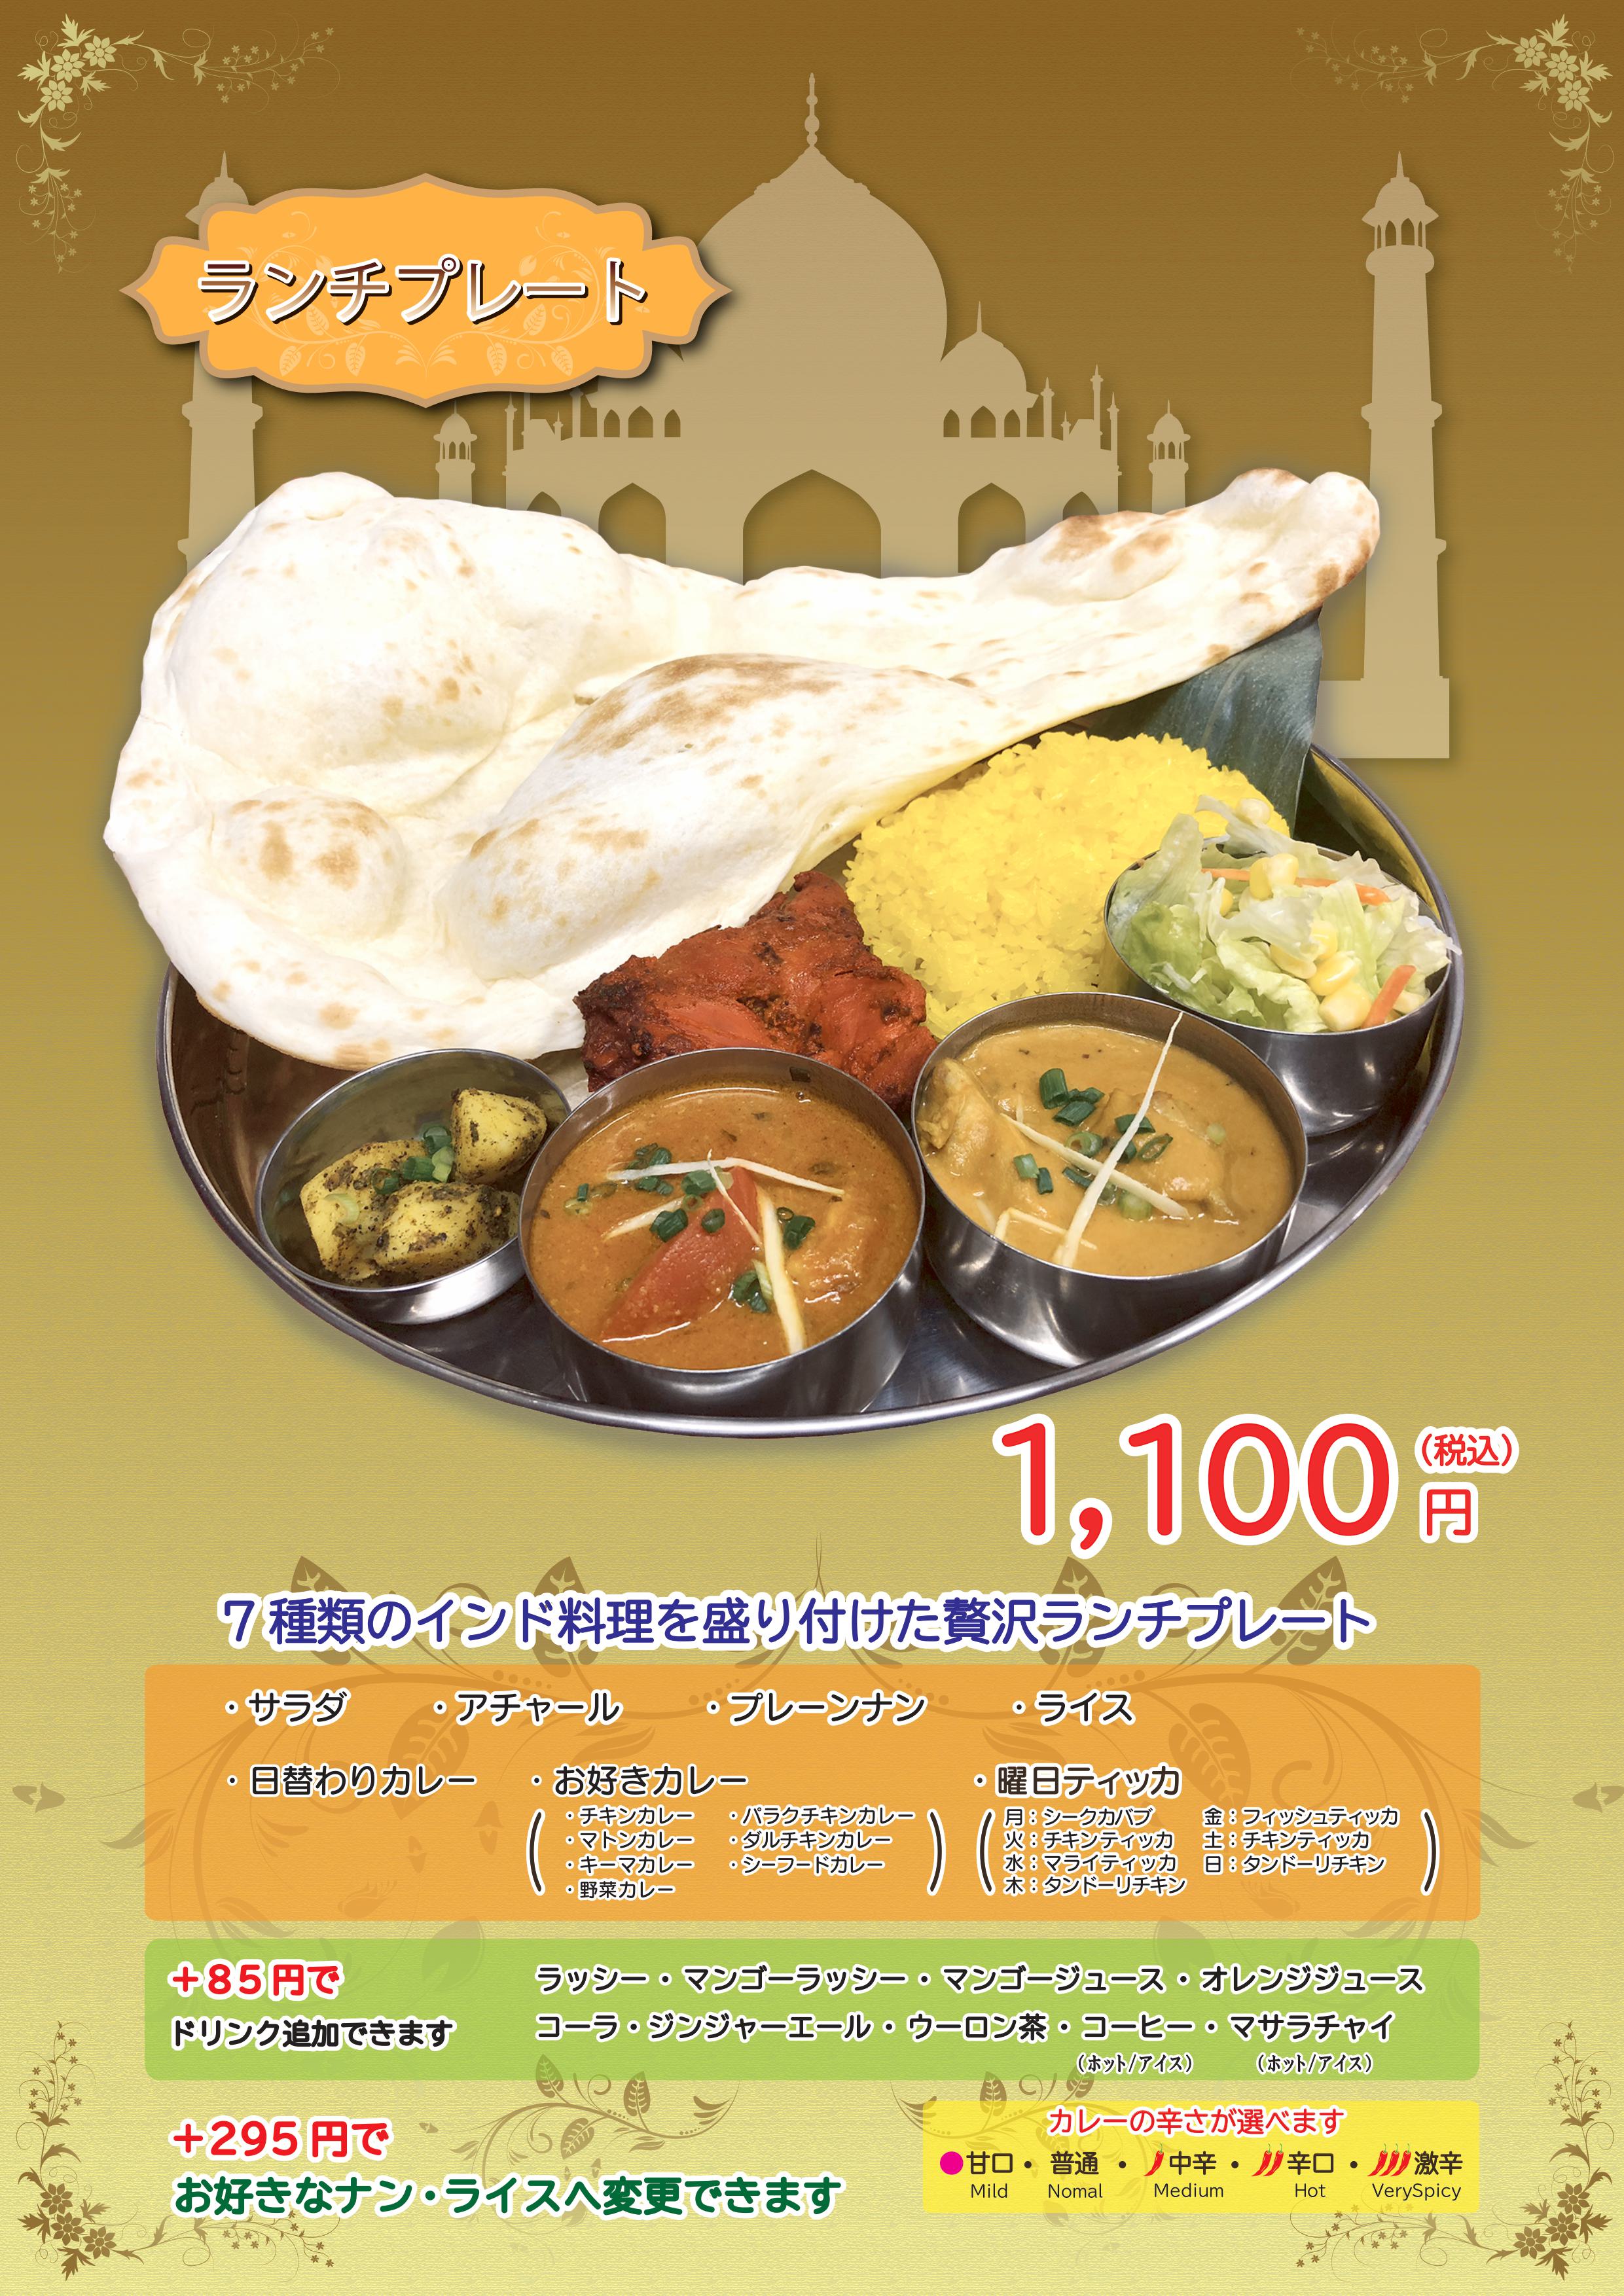 ランチプレート
1,100円(税込)
7種類のインド料理を盛り付けた贅沢ランチプレート
・サラダ ・アチャール ・プレーンナン ・ライス
・日替わりカレー ・お好きカレー ・曜日ティッカ
・チキンカレー ・パラクチキンカレー
・マトンカレー ・ダルチキンカレー
・キーマカレー ・シーフードカレー
・野菜カレー
月:シークカバブ 金:フィッシュティッカ
火:チキンティッカ 土:チキンティッカ
水:マライティッカ 日:タンドーリチキン
木:タンドーリチキン
+85円で
ドリンク追加できます
ラッシー・マンゴーラッシー・マンゴージュース・オレンジジュース
コーラ・ジンジャーエール・ウーロン茶・コーヒー・マサラチャイ
(ホット/アイス) (ホット/アイス)
+295円で
お好きなナン・ライスへ変更できます
カレーの辛さが選べます
甘口・普通・中辛・辛口・激辛
Mild Nomal Medium Hot VerySpicy